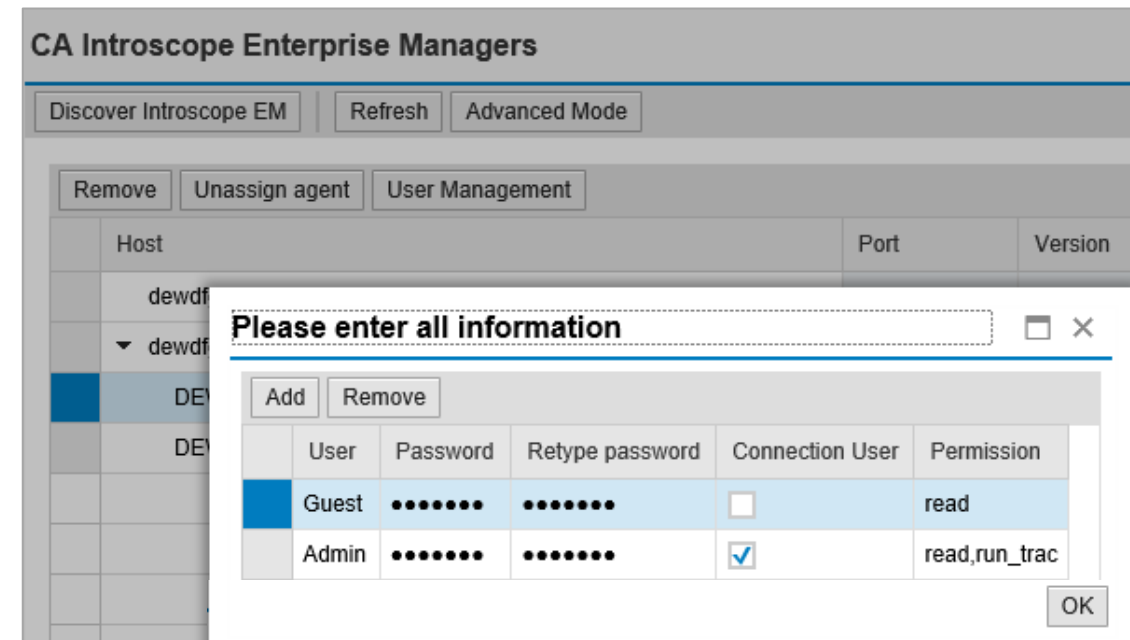 CA Introscope Enterprise Managers
Discover Introscope EM Refresh Advanced Mode
Remove Unassign agent User Management
Host Port Version
Please enter all information
Add Remove
User Password Retype password Connection User Permission
Guest ●●●●●●● ●●●●●●● read
Admin ●●●●●●● ●●●●●●● read,run_trac
OK